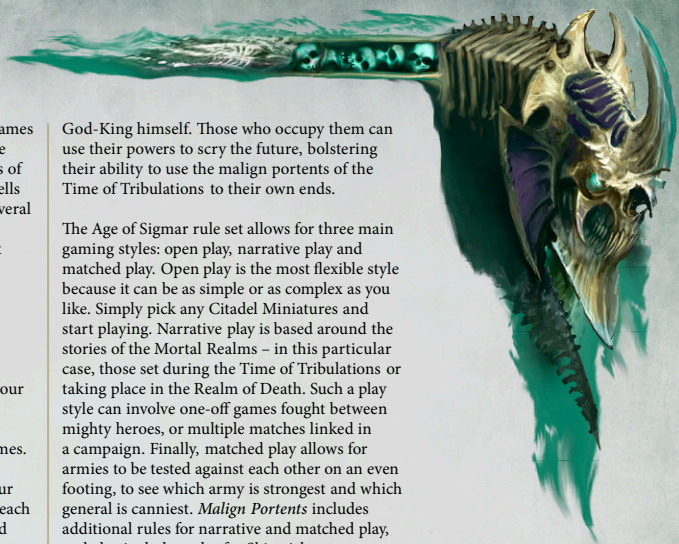 ames
e
s of
ells
veral
t
our
mes.
ur
each
d
God-King himself. Those who occupy them can
use their powers to scry the future, bolstering
their ability to use the malign portents of the
Time of Tribulations to their own ends.
The Age of Sigmar rule set allows for three main
gaming styles: open play, narrative play and
matched play. Open play is the most flexible style
because it can be as simple or as complex as you
like. Simply pick any Citadel Miniatures and
start playing. Narrative play is based around the
stories of the Mortal Realms – in this particular
case, those set during the Time of Tribulations or
taking place in the Realm of Death. Such a play
style can involve one-off games fought between
mighty heroes, or multiple matches linked in
a campaign. Finally, matched play allows for
armies to be tested against each other on an even
footing, to see which army is strongest and which
general is canniest. Malign Portents includes
additional rules for narrative and matched play,